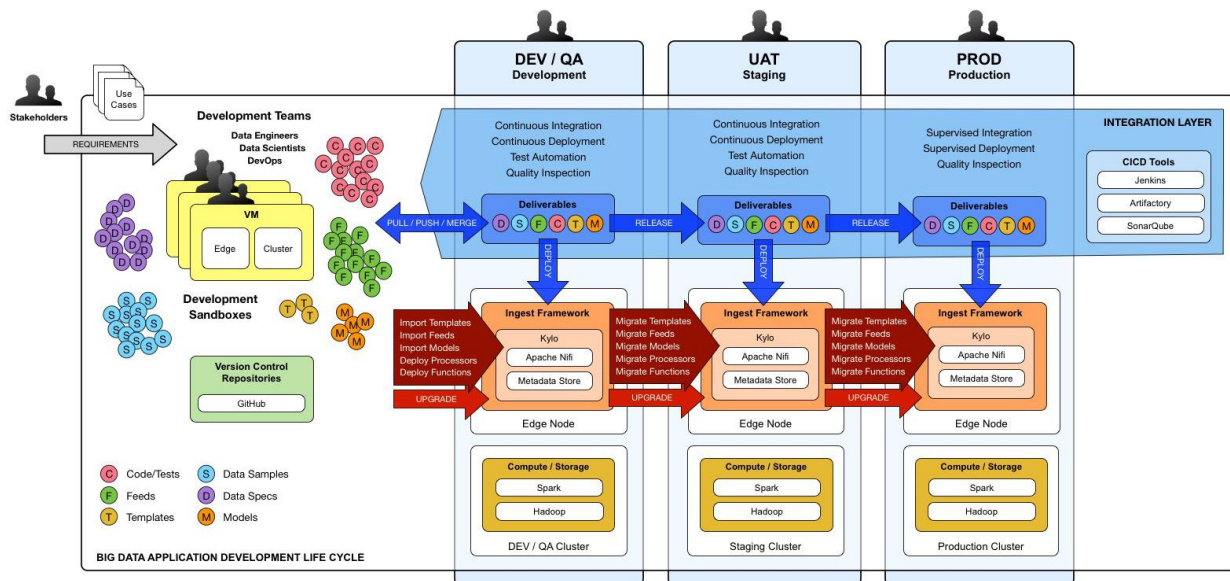 DEV / QA
Development
UAT
Staging
PROD
Production
Stakeholders
Use
Cases
REQUIREMENTS
Development Teams
Data Engineers
Data Scientists
DevOps
C C C C C C C C C C C C C
VM
Edge
Cluster
D D D D D D D D D D D
F F F F F F F F F F F F
Development
Sandboxes
S S S S S S S S S S S S S
T T T
M M M M M
Version Control
Repositories
GitHub
C Code/Tests
S Data Samples
F Feeds
D Data Specs
T Templates
M Models
BIG DATA APPLICATION DEVELOPMENT LIFE CYCLE
INTEGRATION LAYER
Continuous Integration
Continuous Deployment
Test Automation
Quality Inspection
Continuous Integration
Continuous Deployment
Test Automation
Quality Inspection
Supervised Integration
Supervised Deployment
Quality Inspection
CICD Tools
Jenkins
Artifactory
SonarQube
PULL / PUSH / MERGE
Deliverables
D S F C T M
RELEASE
Deliverables
D S F C T M
RELEASE
Deliverables
D S F C T M
DEPLOY
DEPLOY
DEPLOY
Import Templates
Import Feeds
Import Models
Deploy Processors
Deploy Functions
UPGRADE
Ingest Framework
Kylo
Apache Nifi
Metadata Store
Edge Node
Migrate Templates
Migrate Feeds
Migrate Models
Migrate Processors
Migrate Functions
UPGRADE
Ingest Framework
Kylo
Apache Nifi
Metadata Store
Edge Node
Migrate Templates
Migrate Feeds
Migrate Models
Migrate Processors
Migrate Functions
UPGRADE
Ingest Framework
Kylo
Apache Nifi
Metadata Store
Edge Node
Compute / Storage
Spark
Hadoop
DEV / QA Cluster
Compute / Storage
Spark
Hadoop
Staging Cluster
Compute / Storage
Spark
Hadoop
Production Cluster